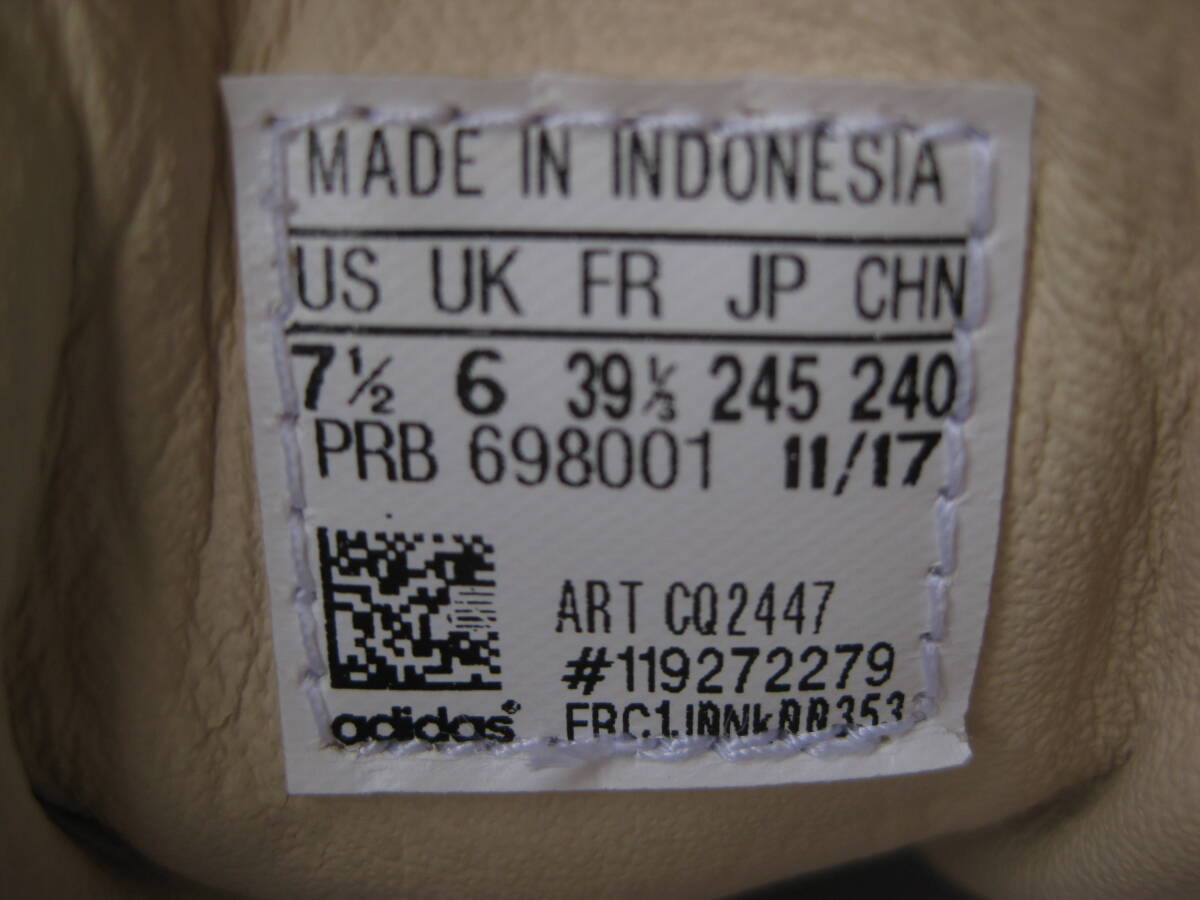 MADE IN INDONESIA
US UK FR JP CHN
7½ 6 39⅓ 245 240
PRB 698001 11/17
ART CQ2447
#119272279
adidas®